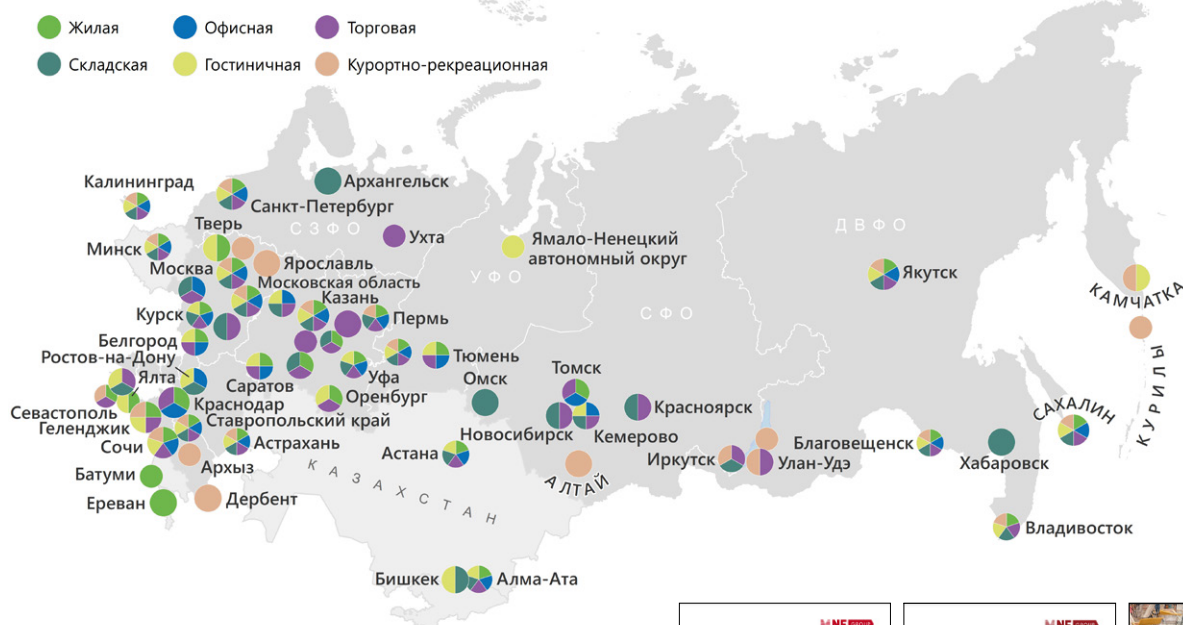 Жилая
Офисная
Торговая
Складская
Гостиничная
Курортно-рекреационная
Калининград
Архангельск
Санкт-Петербург
СЗФО
Тверь
Минск
Ухта
Ямало-Ненецкий
автономный округ
ДВФО
Москва
Ярославль
УФО
Якутск
Московская область
КАМЧАТКА
Казань
СФО
Курск
Пермь
Белгород
Ростов-на-Дону
Тюмень
Ялта
Саратов
Уфа
Омск
Томск
Оренбург
КУРИЛЫ
Севастополь
Краснодар
Красноярск
САХАЛИН
Геленджик
Ставропольский край
Новосибирск
Кемерово
Сочи
Астрахань
Астана
Благовещенск
Иркутск
Улан-Удэ
Хабаровск
Архыз
Батуми
КАЗАХСТАН
АЛТАЙ
Ереван
Дербент
Владивосток
Бишкек
Алма-Ата